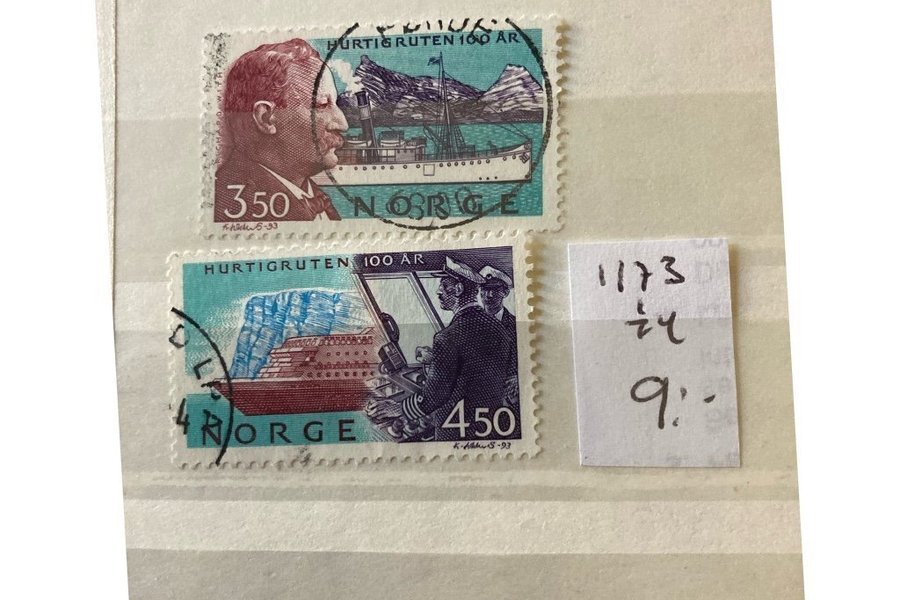 HURTIGRUTEN 100 ÅR
3 50
NORGE
HURTIGRUTEN 100 ÅR
4 50
NORGE
1173
/74
9:-